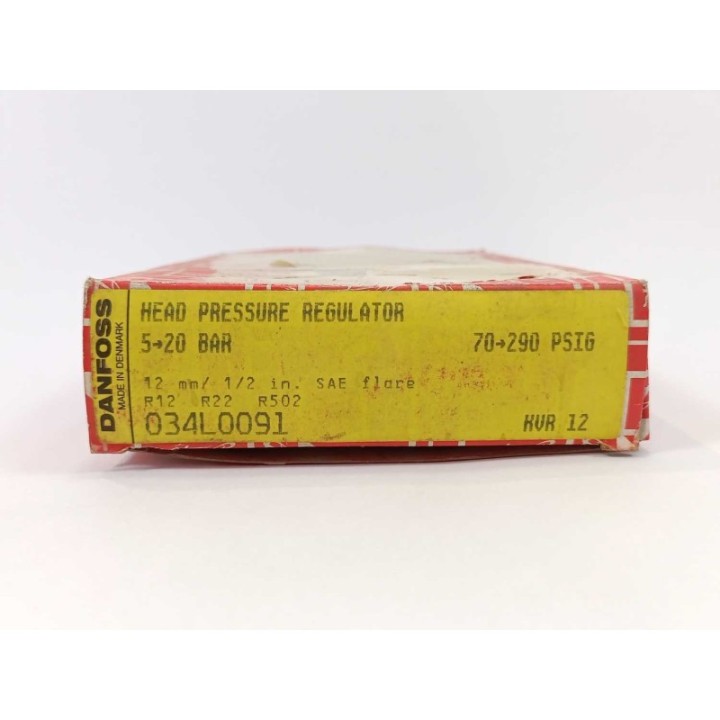 DANFOSS
MADE IN DENMARK
HEAD PRESSURE REGULATOR
5→20 BAR 70→290 PSIG
12 mm/ 1/2 in. SAE flare
R12 R22 R502
034L0091 KVR 12